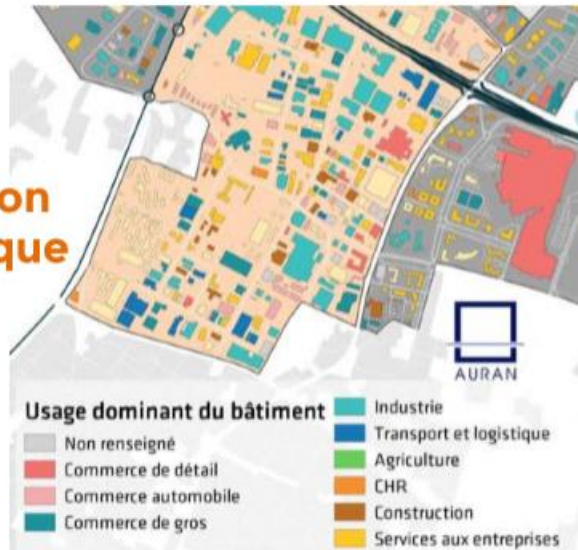 on
que
AURAN
Usage dominant du bâtiment
Non renseigné
Commerce de détail
Commerce automobile
Commerce de gros
Industrie
Transport et logistique
Agriculture
CHR
Construction
Services aux entreprises